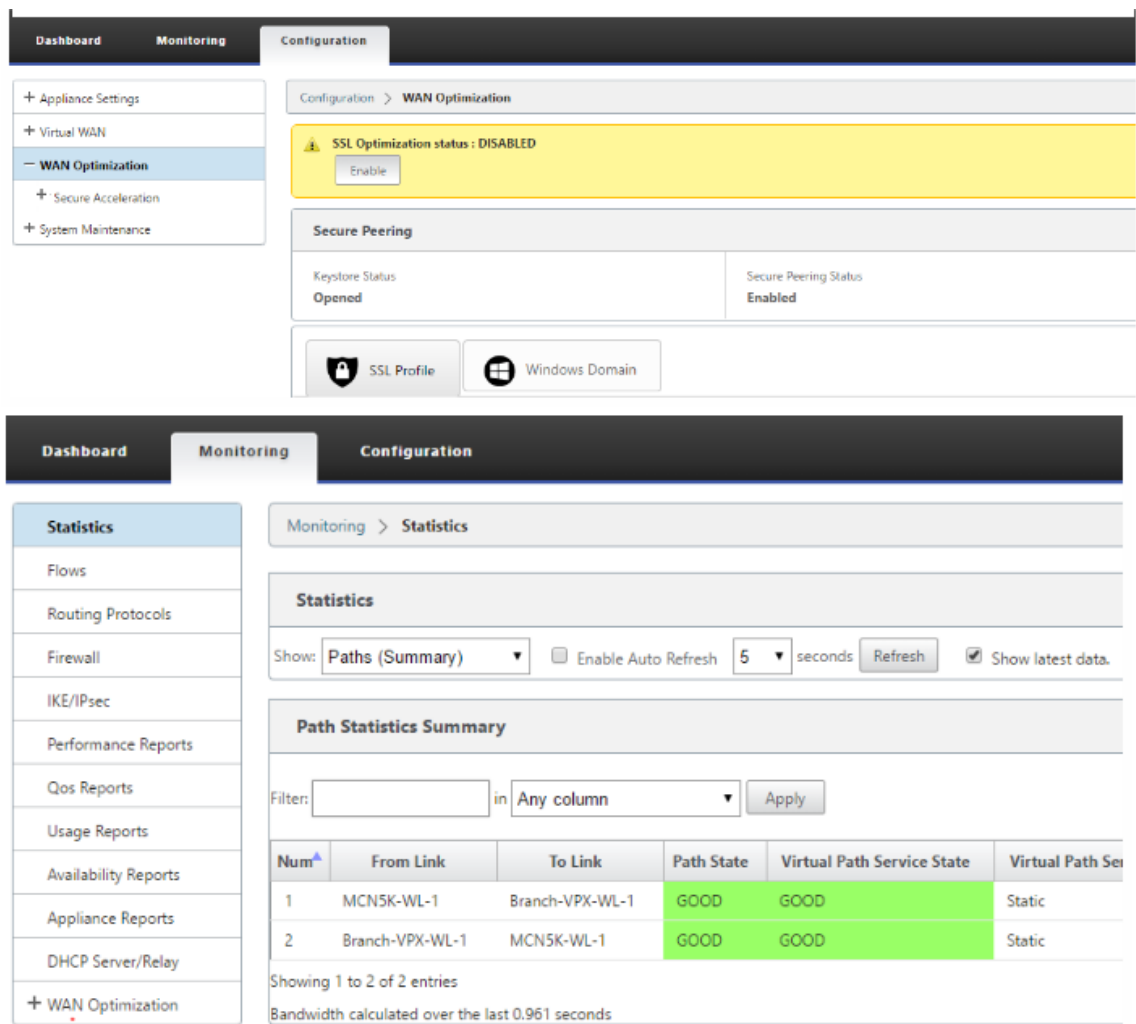 Dashboard Monitoring Configuration
+ Appliance Settings
+ Virtual WAN
− WAN Optimization
+ Secure Acceleration
+ System Maintenance
Configuration > WAN Optimization
SSL Optimization status : DISABLED
Enable
Secure Peering
Keystore Status Secure Peering Status
Opened Enabled
SSL Profile Windows Domain
Dashboard Monitoring Configuration
Statistics
Flows
Routing Protocols
Firewall
IKE/IPsec
Performance Reports
Qos Reports
Usage Reports
Availability Reports
Appliance Reports
DHCP Server/Relay
+ WAN Optimization
Monitoring > Statistics
Statistics
Show: Paths (Summary) Enable Auto Refresh 5 seconds Refresh Show latest data.
Path Statistics Summary
Filter: in Any column Apply
Num From Link To Link Path State Virtual Path Service State Virtual Path Ser
1 MCN5K-WL-1 Branch-VPX-WL-1 GOOD GOOD Static
2 Branch-VPX-WL-1 MCN5K-WL-1 GOOD GOOD Static
Showing 1 to 2 of 2 entries
Bandwidth calculated over the last 0.961 seconds